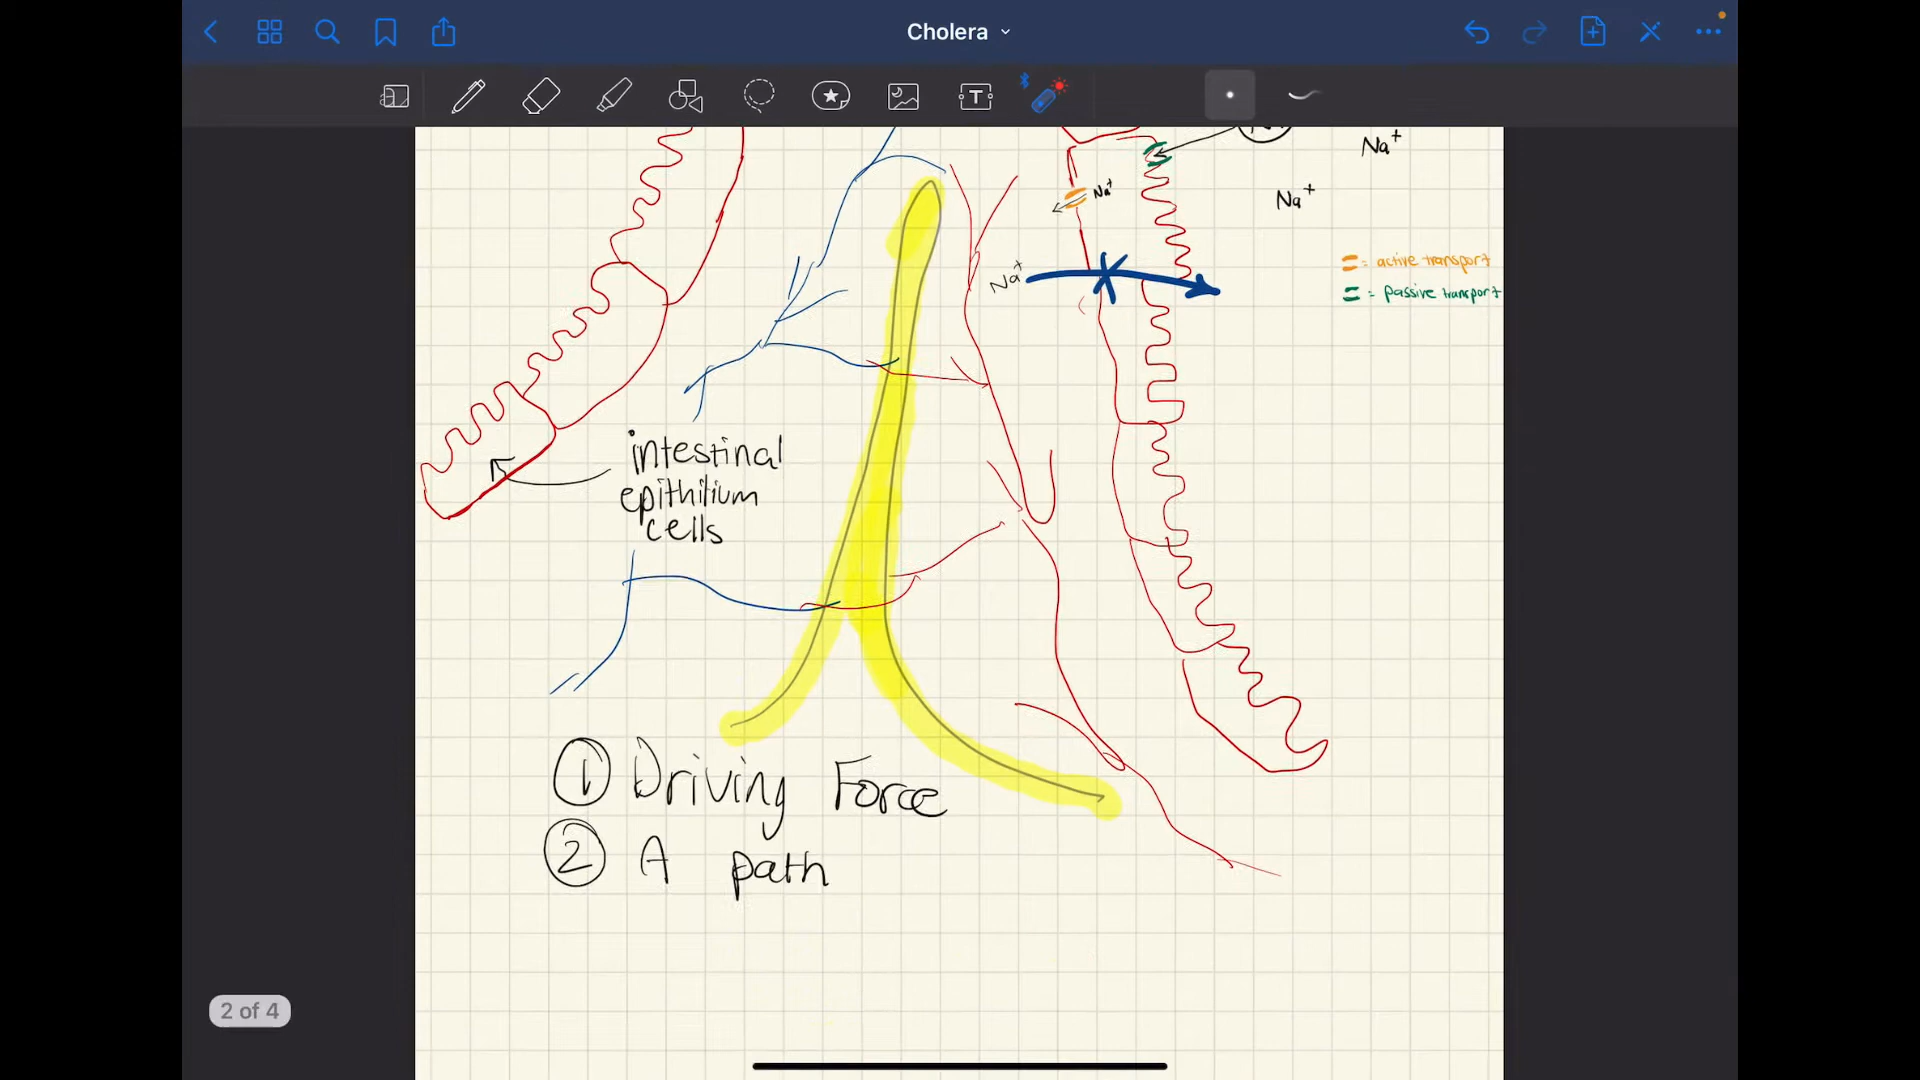 Cholera
Na+
Na+
Na+
Na+
= active transport
= passive transport
intestinal
epithilium
cells
1 Driving Force
2 A path
2 of 4